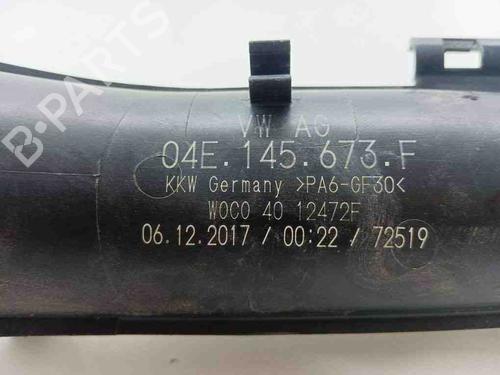 VW AG
04E.145.673.F
KKW Germany >PA6-GF30<
WOCO 40 12472F
06.12.2017 / 00:22 / 72519
B-PARTS